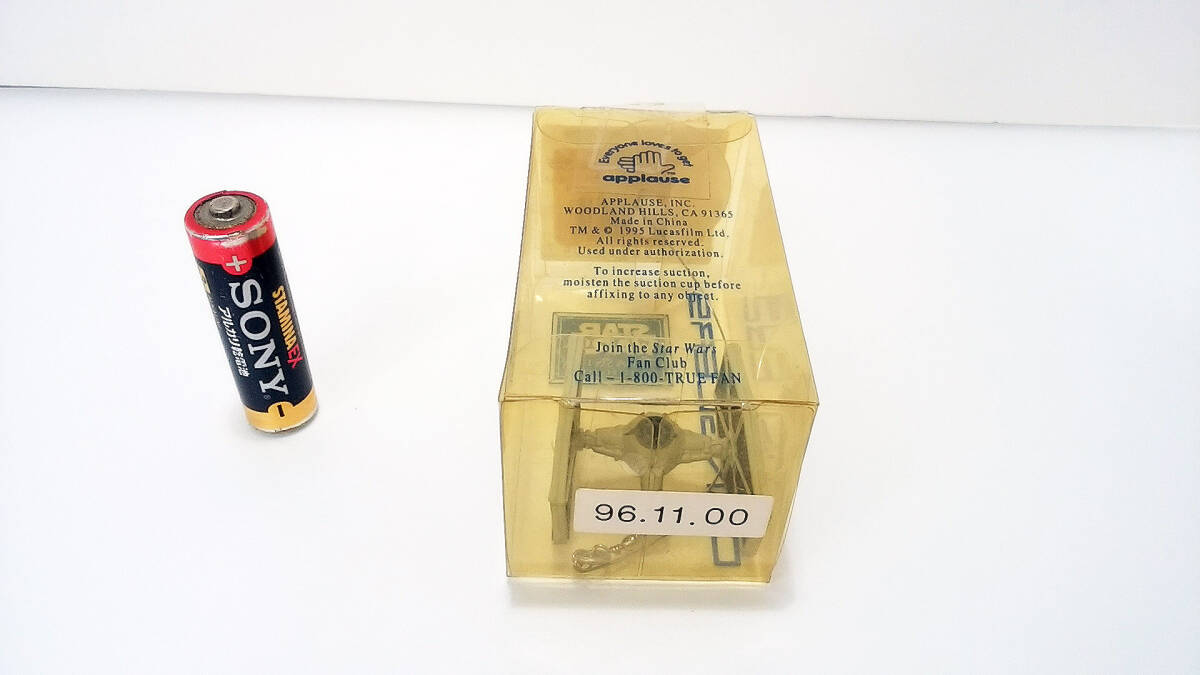 +
SONY
STAMINA EX
アルカリ乾電池
−
Everyone loves to get
applause
APPLAUSE, INC.
WOODLAND HILLS, CA 91365
Made in China
TM & © 1995 Lucasfilm Ltd.
All rights reserved.
Used under authorization.
To increase suction,
moisten the suction cup before
affixing to any object.
STAR
Join the Star Wars
Fan Club
Call – 1-800-TRUE FAN
96.11.00